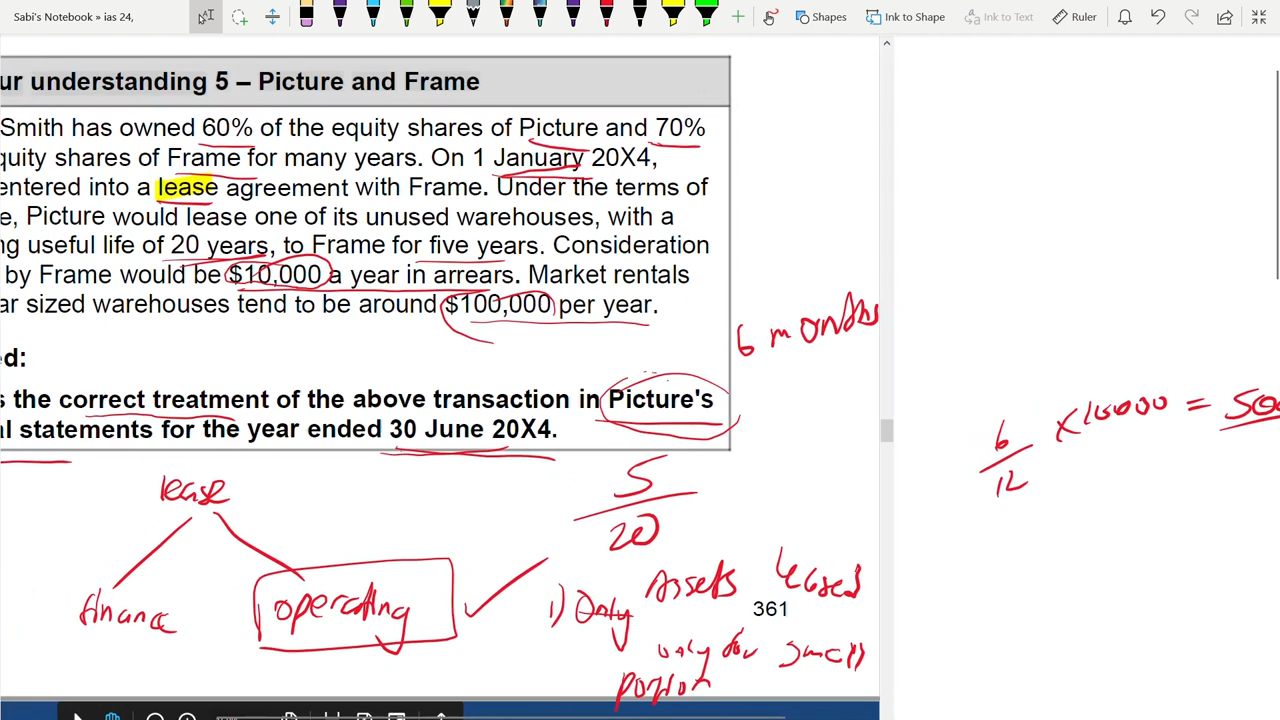 Sabi's Notebook » ias 24,
Shapes
Ink to Shape
Ink to Text
Ruler
ur understanding 5 – Picture and Frame
Smith has owned 60% of the equity shares of Picture and 70%
quity shares of Frame for many years. On 1 January 20X4,
entered into a lease agreement with Frame. Under the terms of
e, Picture would lease one of its unused warehouses, with a
ng useful life of 20 years, to Frame for five years. Consideration
by Frame would be $10,000 a year in arrears. Market rentals
ar sized warehouses tend to be around $100,000 per year.
6 months
ed:
s the correct treatment of the above transaction in Picture's
al statements for the year ended 30 June 20X4.
6/12 x 10000 = 500
lease
5/20
finance
operating
1) Only Assets leased
361
only for small
portion